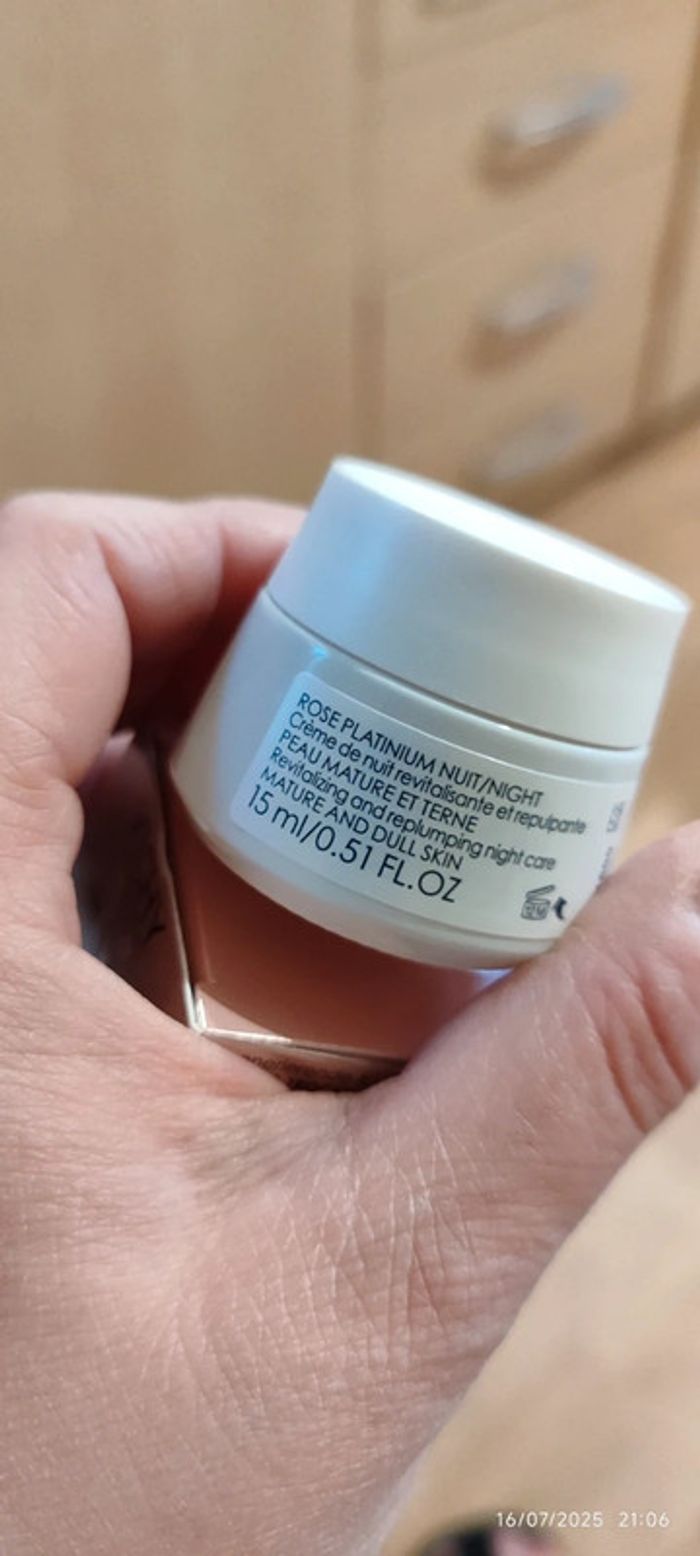 ROSE PLATINIUM NUIT/NIGHT
Crème de nuit revitalisante et repulpante
PEAU MATURE ET TERNE
Revitalizing and replumping night care
MATURE AND DULL SKIN
15 ml/0.51 FL.OZ
12M
16/07/2025 21:06